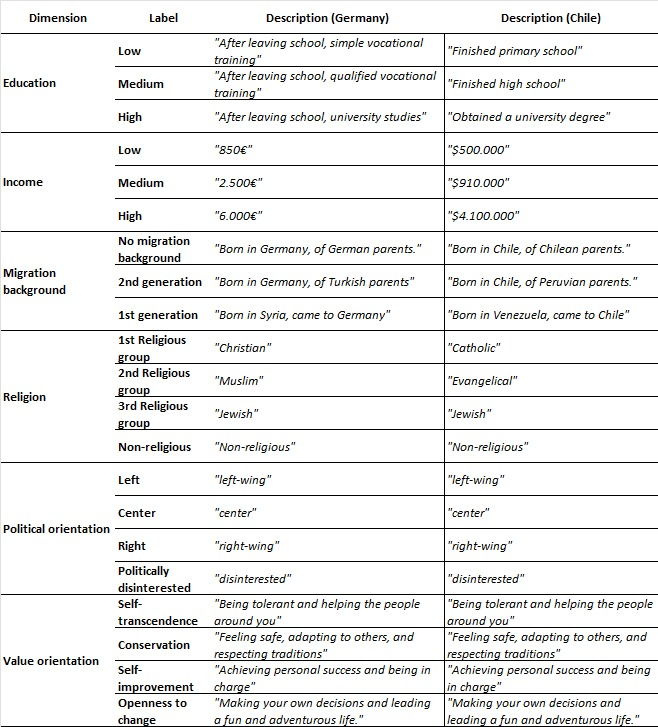 Dimension Label Description (Germany) Description (Chile)
Education
Low
"After leaving school, simple vocational
training"
"Finished primary school"
Medium
"After leaving school, qualified vocational
training"
"Finished high school"
High
"After leaving school, university studies"
"Obtained a university degree"
Income
Low
"850€"
"$500.000"
Medium
"2.500€"
"$910.000"
High
"6.000€"
"$4.100.000"
Migration
background
No migration
background
"Born in Germany, of German parents."
"Born in Chile, of Chilean parents."
2nd generation
"Born in Germany, of Turkish parents"
"Born in Chile, of Peruvian parents."
1st generation
"Born in Syria, came to Germany"
"Born in Venezuela, came to Chile"
Religion
1st Religious
group
"Christian"
"Catholic"
2nd Religious
group
"Muslim"
"Evangelical"
3rd Religious
group
"Jewish"
"Jewish"
Non-religious
"Non-religious"
"Non-religious"
Political orientation
Left
"left-wing"
"left-wing"
Center
"center"
"center"
Right
"right-wing"
"right-wing"
Politically
disinterested
"disinterested"
"disinterested"
Value orientation
Self-
transcendence
"Being tolerant and helping the people
around you"
"Being tolerant and helping the people
around you"
Conservation
"Feeling safe, adapting to others, and
respecting traditions"
"Feeling safe, adapting to others, and
respecting traditions"
Self-
improvement
"Achieving personal success and being in
charge"
"Achieving personal success and being
in charge"
Openness to
change
"Making your own decisions and leading
a fun and adventurous life."
"Making your own decisions and
leading a fun and adventurous life."